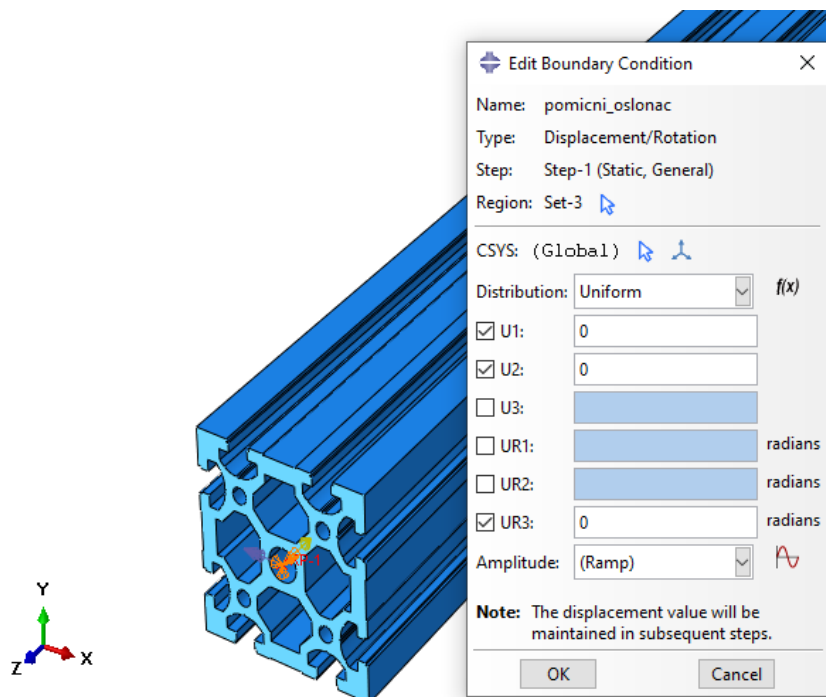 Edit Boundary Condition
Name: pomicni_oslonac
Type: Displacement/Rotation
Step: Step-1 (Static, General)
Region: Set-3
CSYS: (Global)
Distribution: Uniform f(x)
U1: 0
U2: 0
U3:
UR1: radians
UR2: radians
UR3: 0 radians
Amplitude: (Ramp)
Note: The displacement value will be
maintained in subsequent steps.
OK Cancel
Y
Z X